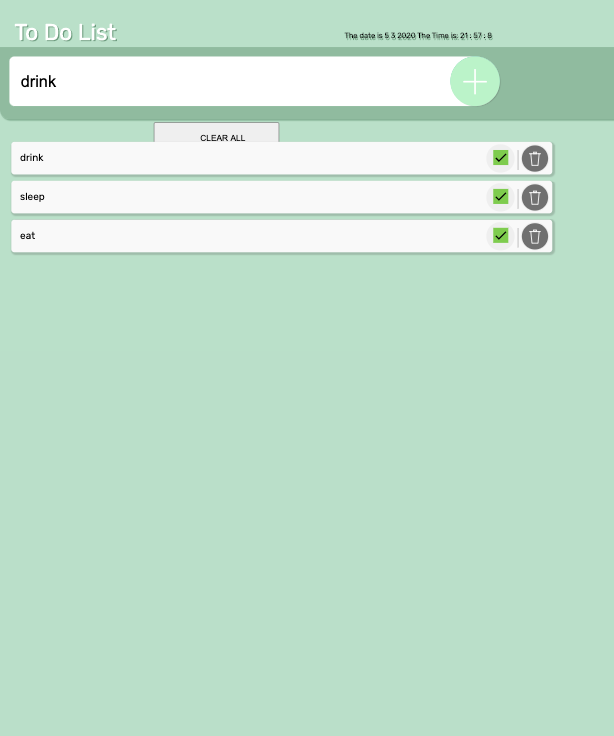 To Do List
The date is 5 3 2020 The Time is: 21 : 57 : 8
drink
CLEAR ALL
drink
sleep
eat